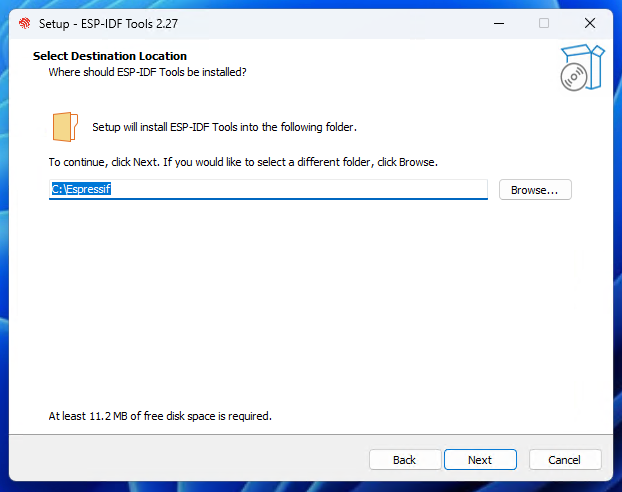 Setup - ESP-IDF Tools 2.27
Select Destination Location
Where should ESP-IDF Tools be installed?
Setup will install ESP-IDF Tools into the following folder.
To continue, click Next. If you would like to select a different folder, click Browse.
C:\Espressif
Browse...
At least 11.2 MB of free disk space is required.
Back
Next
Cancel